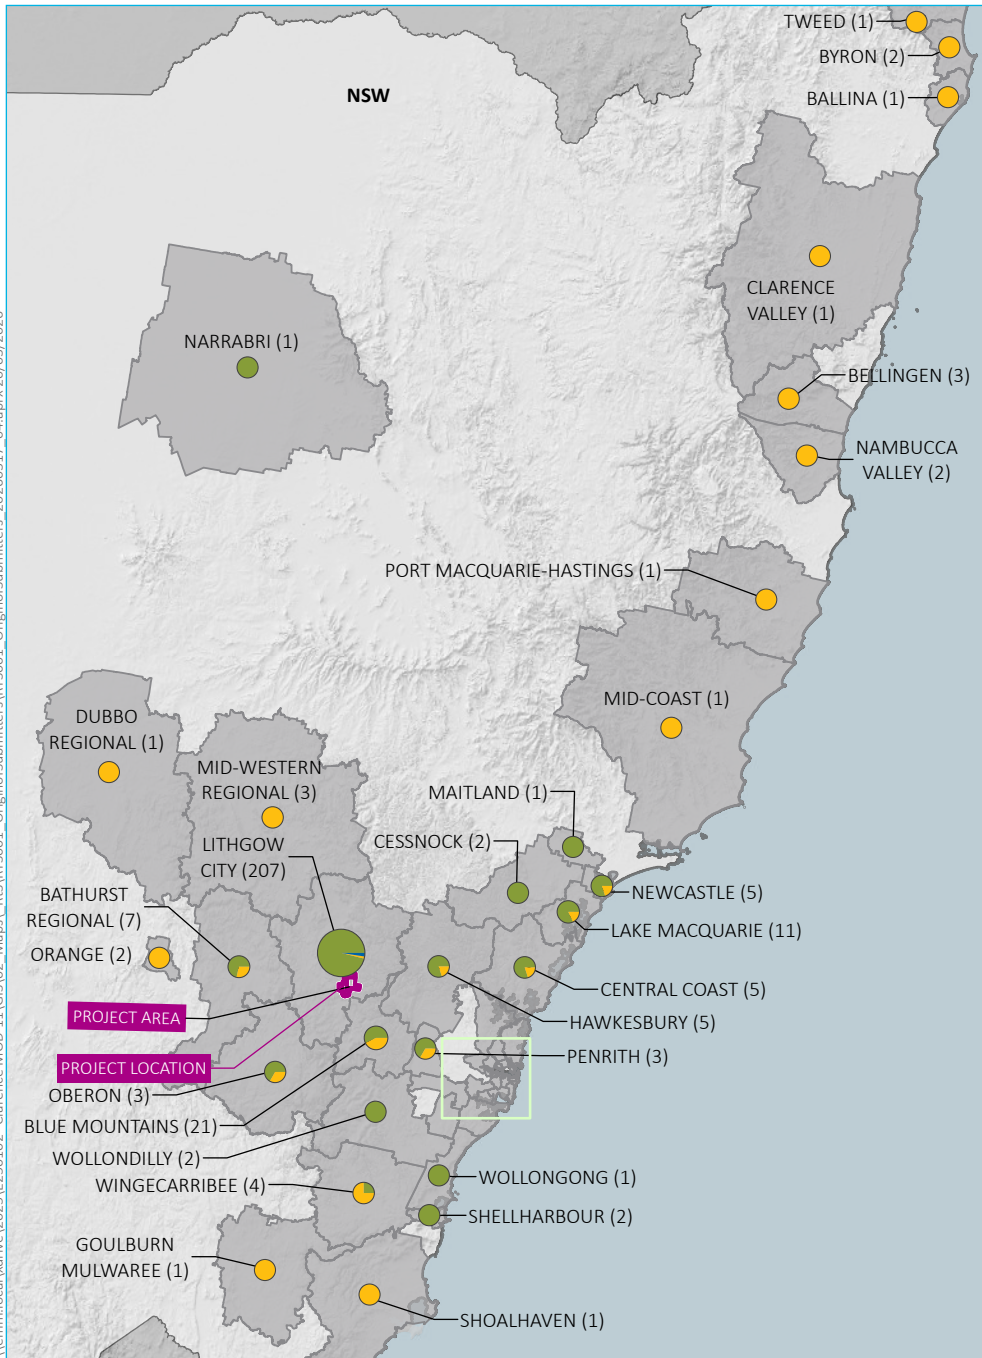 TWEED (1)
BYRON (2)
NSW
BALLINA (1)
CLARENCE
VALLEY (1)
NARRABRI (1)
BELLINGEN (3)
NAMBUCCA
VALLEY (2)
PORT MACQUARIE-HASTINGS (1)
MID-COAST (1)
DUBBO
REGIONAL (1)
MID-WESTERN
REGIONAL (3)
MAITLAND (1)
CESSNOCK (2)
LITHGOW
CITY (207)
BATHURST
REGIONAL (7)
NEWCASTLE (5)
LAKE MACQUARIE (11)
ORANGE (2)
CENTRAL COAST (5)
PROJECT AREA
HAWKESBURY (5)
PENRITH (3)
PROJECT LOCATION
OBERON (3)
BLUE MOUNTAINS (21)
WOLLONDILLY (2)
WOLLONGONG (1)
WINGECARRIBEE (4)
SHELLHARBOUR (2)
GOULBURN
MULWAREE (1)
SHOALHAVEN (1)